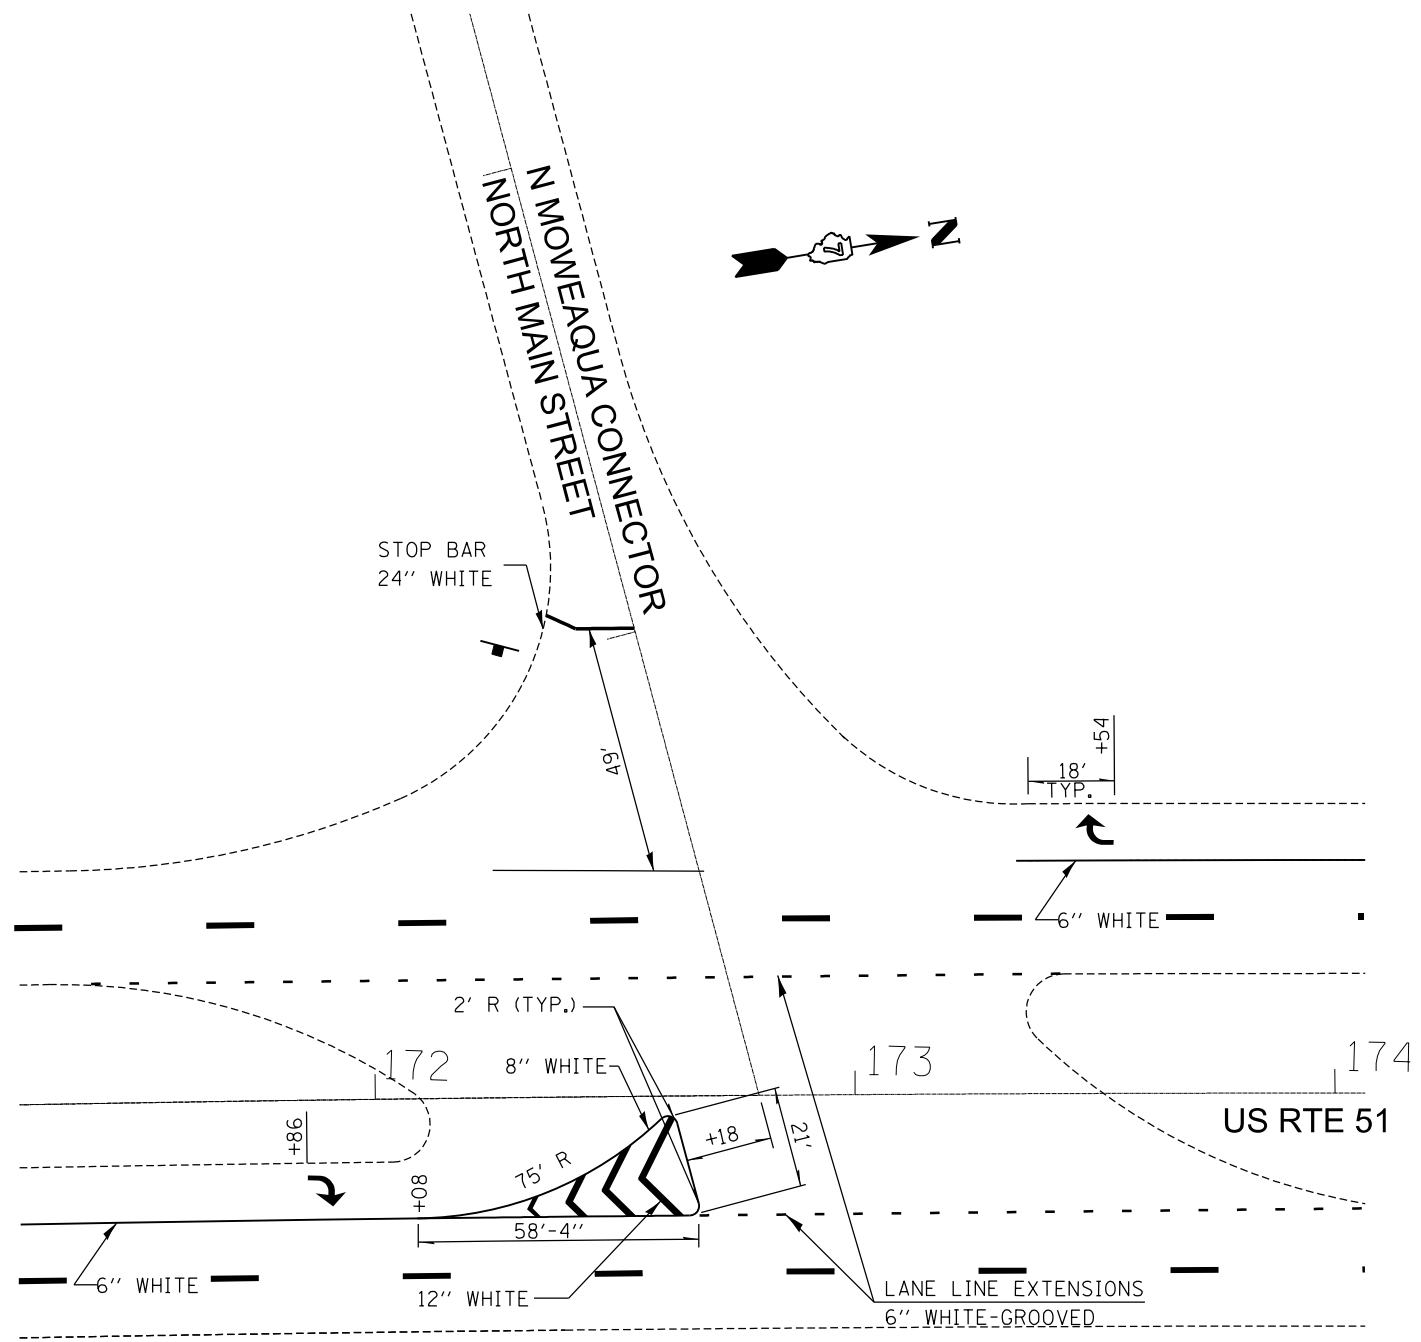 N MOWEAQUA CONNECTOR
NORTH MAIN STREET
N
7
STOP BAR
24'' WHITE
49'
+54
18'
TYP.
6'' WHITE
2' R (TYP.)
8'' WHITE
172
173
174
US RTE 51
+86
+08
75' R
+18
21'
58'-4''
6'' WHITE
12'' WHITE
LANE LINE EXTENSIONS
6'' WHITE-GROOVED